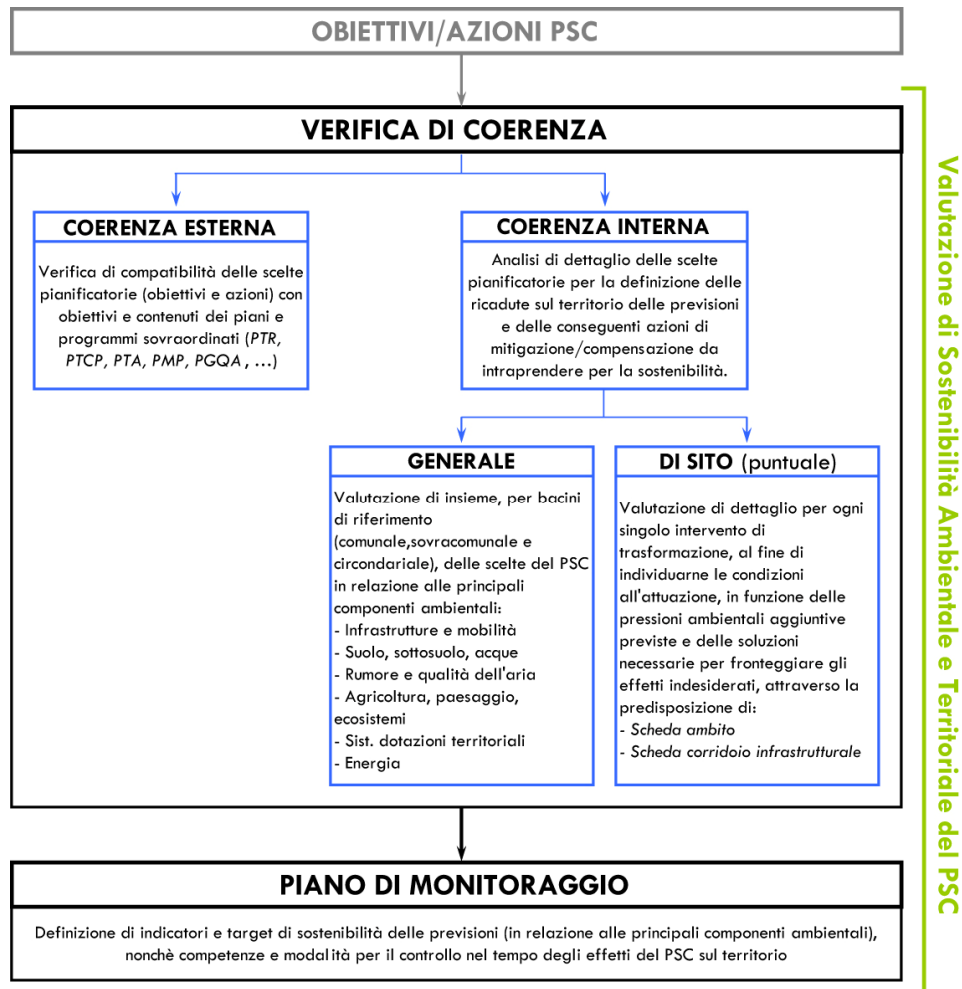 OBIETTIVI/AZIONI PSC
VERIFICA DI COERENZA
COERENZA ESTERNA
Verifica di compatibilità delle scelte
pianificatorie (obiettivi e azioni) con
obiettivi e contenuti dei piani e
programmi sovraordinati (PTR,
PTCP, PTA, PMP, PGQA , ...)
COERENZA INTERNA
Analisi di dettaglio delle scelte
pianificatorie per la definizione delle
ricadute sul territorio delle previsioni
e delle conseguenti azioni di
mitigazione/compensazione da
intraprendere per la sostenibilità.
GENERALE
Valutazione di insieme, per bacini
di riferimento
(comunale,sovracomunale e
circondariale), delle scelte del PSC
in relazione alle principali
componenti ambientali:
- Infrastrutture e mobilità
- Suolo, sottosuolo, acque
- Rumore e qualità dell'aria
- Agricoltura, paesaggio,
ecosistemi
- Sist. dotazioni territoriali
- Energia
DI SITO (puntuale)
Valutazione di dettaglio per ogni
singolo intervento di
trasformazione, al fine di
individuarne le condizioni
all'attuazione, in funzione delle
pressioni ambientali aggiuntive
previste e delle soluzioni
necessarie per fronteggiare gli
effetti indesiderati, attraverso la
predisposizione di:
- Scheda ambito
- Scheda corridoio infrastrutturale
PIANO DI MONITORAGGIO
Definizione di indicatori e target di sostenibilità delle previsioni (in relazione alle principali componenti ambientali),
nonchè competenze e modalità per il controllo nel tempo degli effetti del PSC sul territorio
Valutazione di Sostenibilità Ambientale e Territoriale del PSC